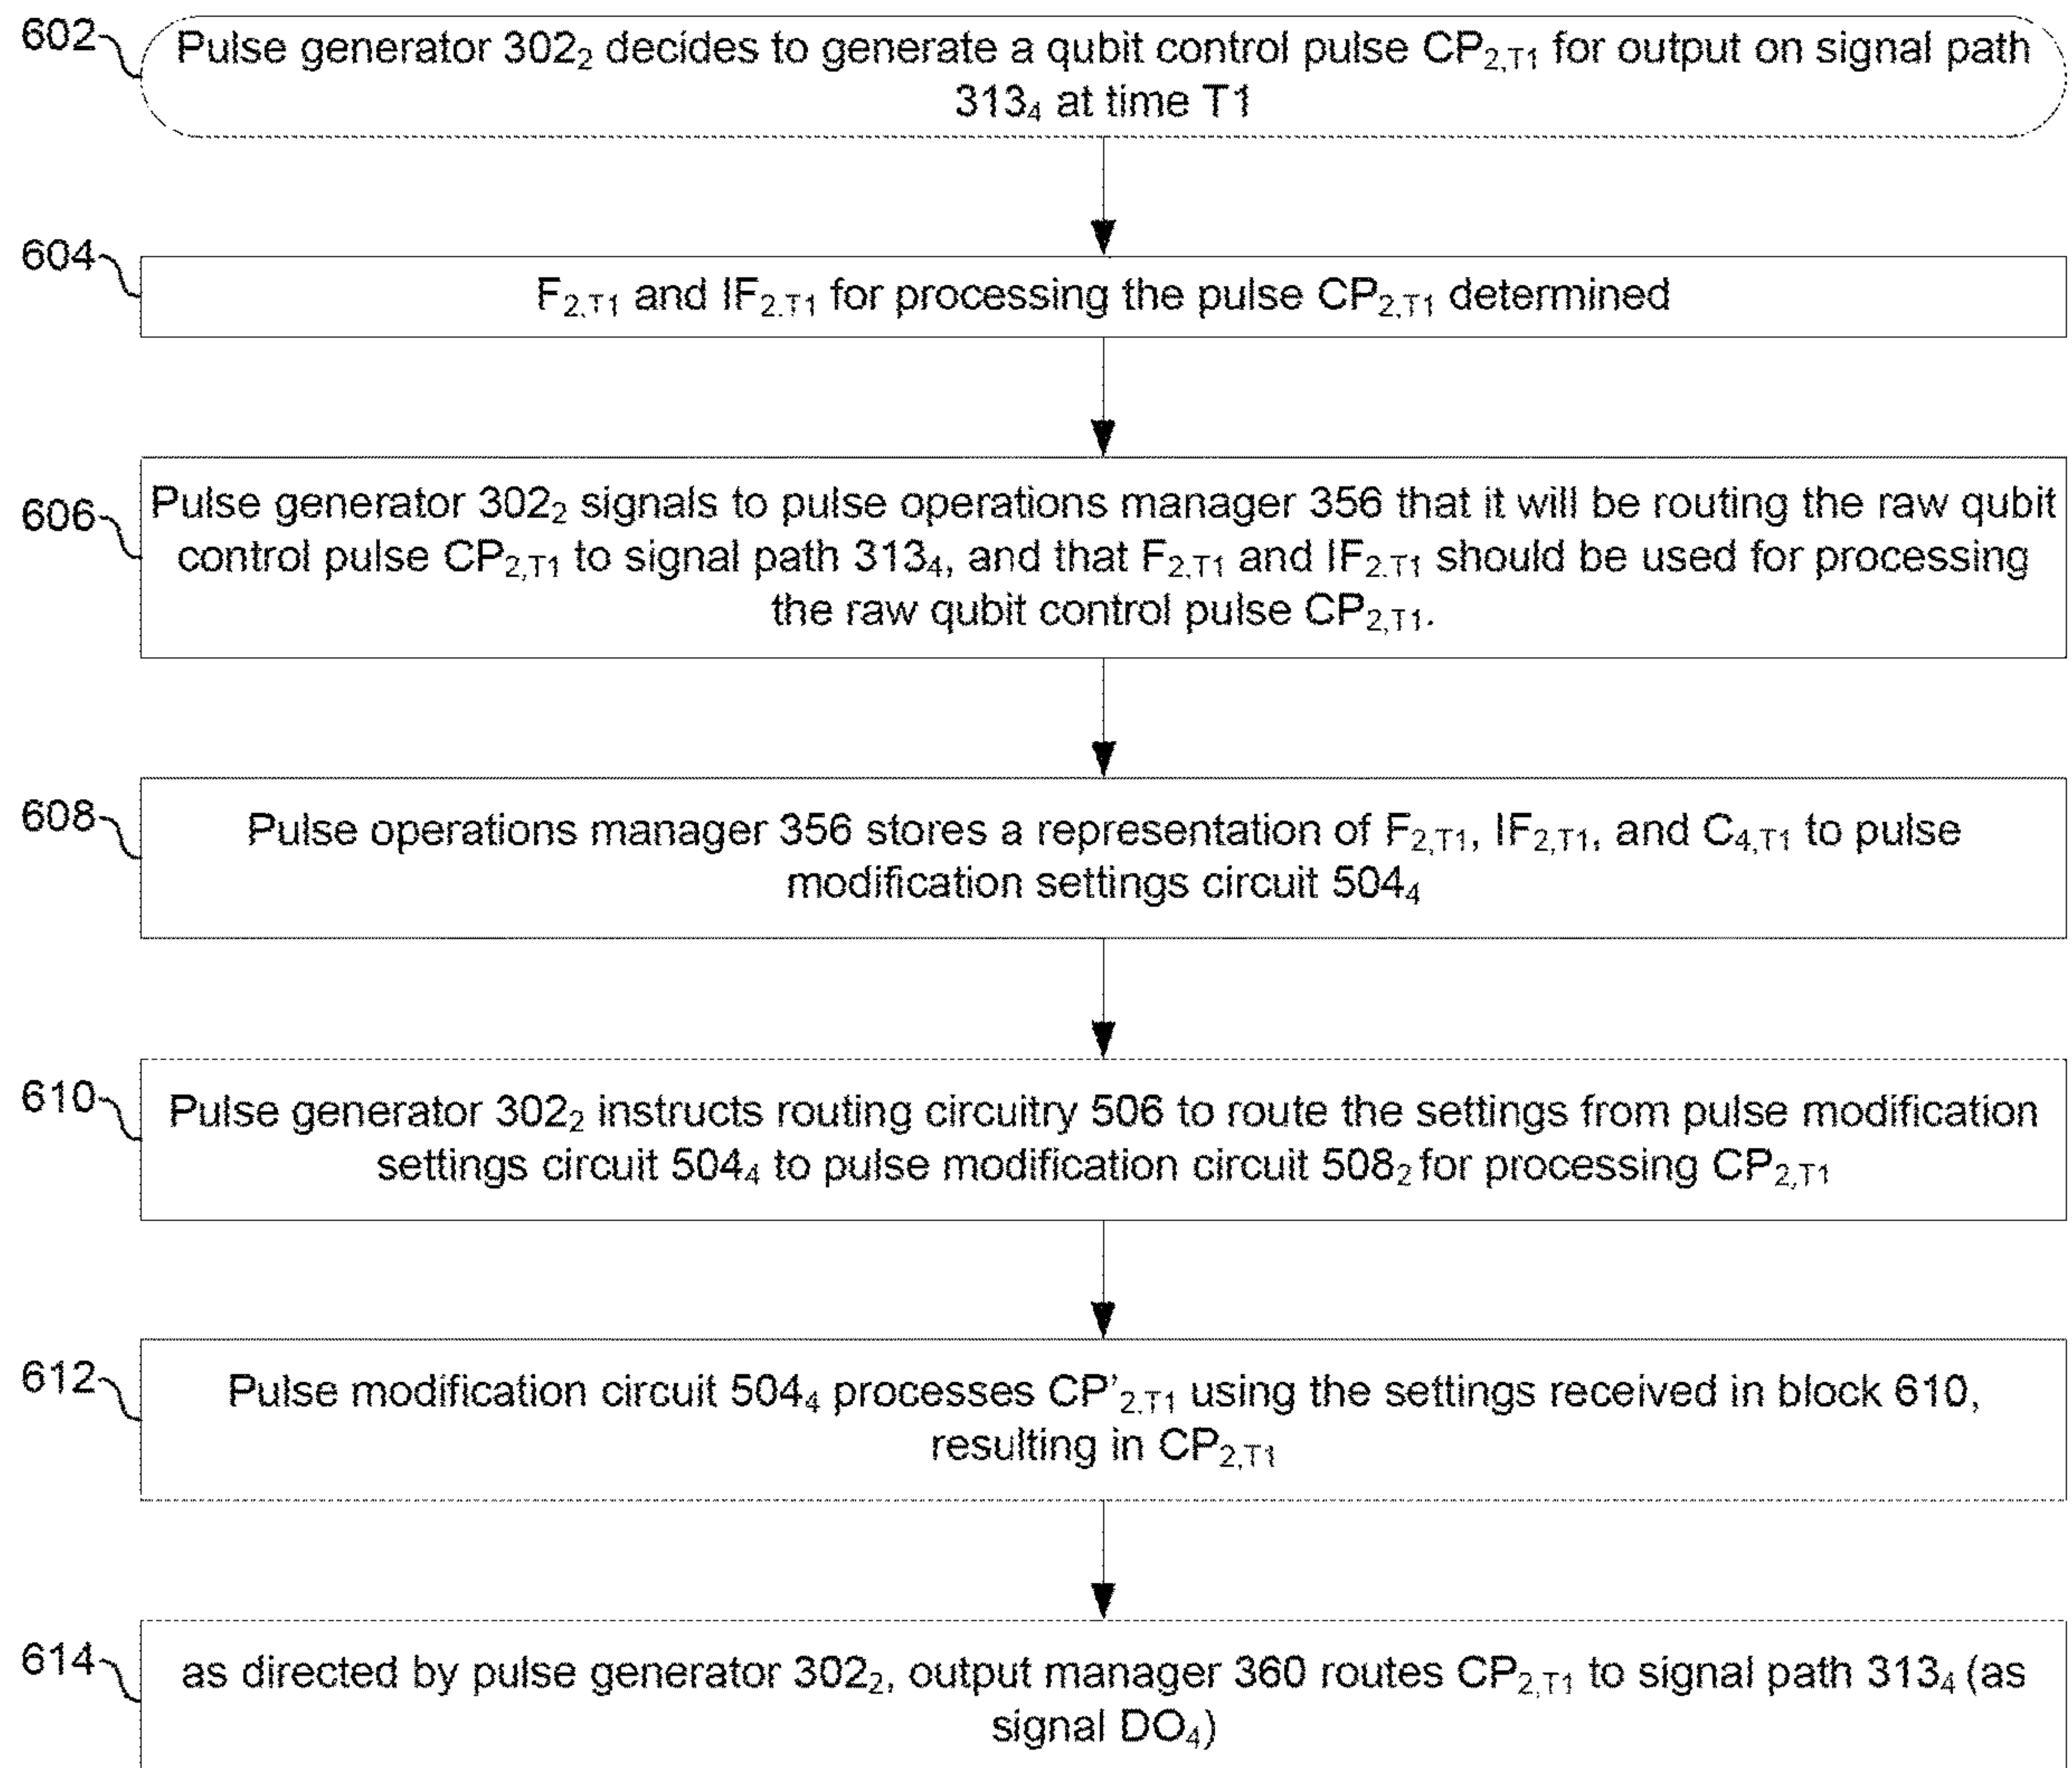 602
Pulse generator 302₂ decides to generate a qubit control pulse CP₂,T1 for output on signal path
313₄ at time T1
604
F₂,T1 and IF₂.T1 for processing the pulse CP₂,T1 determined
606
Pulse generator 302₂ signals to pulse operations manager 356 that it will be routing the raw qubit
control pulse CP₂,T1 to signal path 313₄, and that F₂,T1 and IF₂.T1 should be used for processing
the raw qubit control pulse CP₂,T1.
608
Pulse operations manager 356 stores a representation of F₂,T1, IF₂,T1, and C₄,T1 to pulse
modification settings circuit 504₄
610
Pulse generator 302₂ instructs routing circuitry 506 to route the settings from pulse modification
settings circuit 504₄ to pulse modification circuit 508₂ for processing CP₂,T1
612
Pulse modification circuit 504₄ processes CP'₂.T1 using the settings received in block 610,
resulting in CP₂,T1
614
as directed by pulse generator 302₂, output manager 360 routes CP₂,T1 to signal path 313₄ (as
signal DO₄)